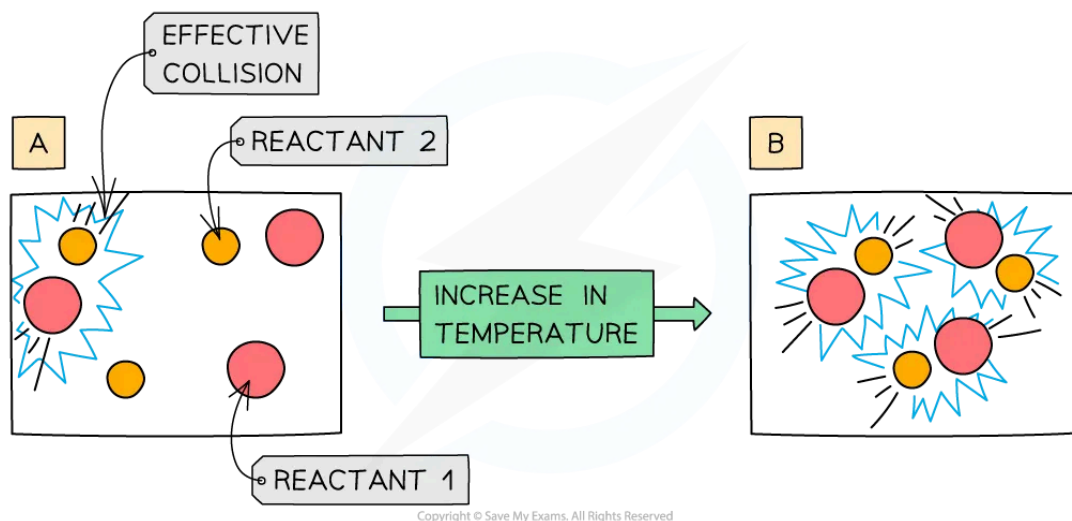 EFFECTIVE
COLLISION
A
REACTANT 2
B
INCREASE IN
TEMPERATURE
REACTANT 1
Copyright © Save My Exams. All Rights Reserved